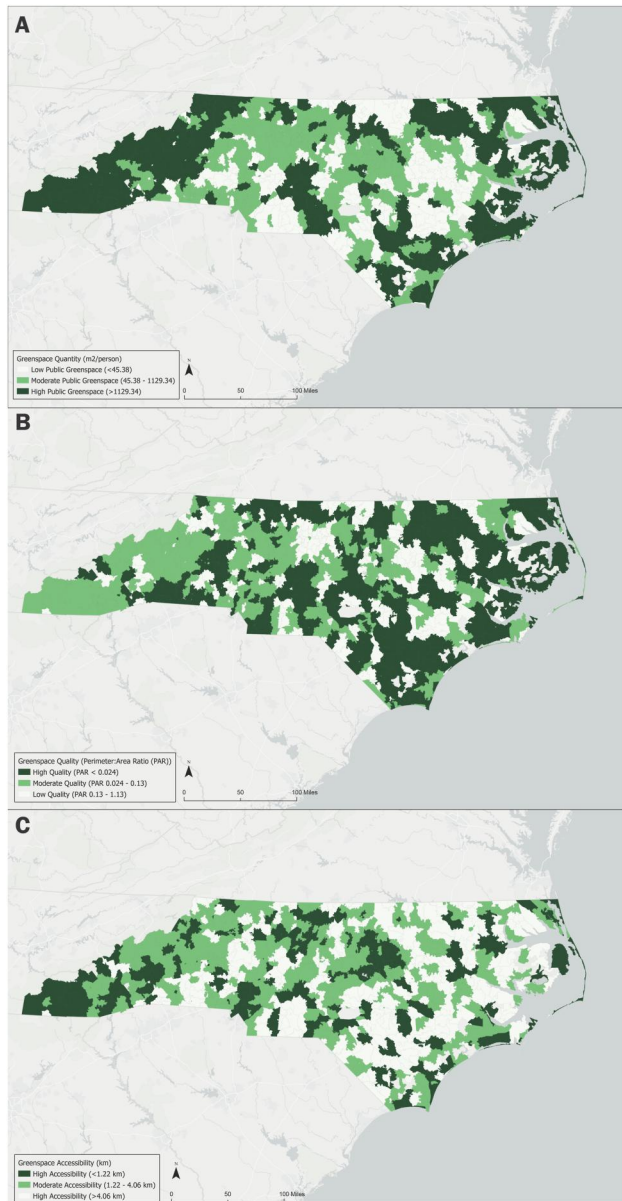 A
Greenspace Quantity (m2/person)
Low Public Greenspace (<45.38)
Moderate Public Greenspace (45.38 - 1129.34)
High Public Greenspace (>1129.34)
N
0 50 100 Miles
B
Greenspace Quality (Perimeter:Area Ratio (PAR))
High Quality (PAR < 0.024)
Moderate Quality (PAR 0.024 - 0.13)
Low Quality (PAR 0.13 - 1.13)
N
0 50 100 Miles
C
Greenspace Accessibility (km)
High Accessibility (<1.22 km)
Moderate Accessibility (1.22 - 4.06 km)
High Accessibility (>4.06 km)
N
0 50 100 Miles